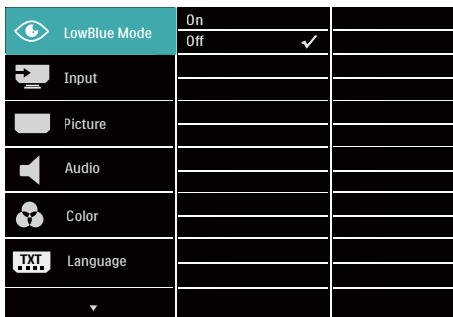 LowBlue Mode
On
Off
Input
Picture
Audio
Color
TXT
Language